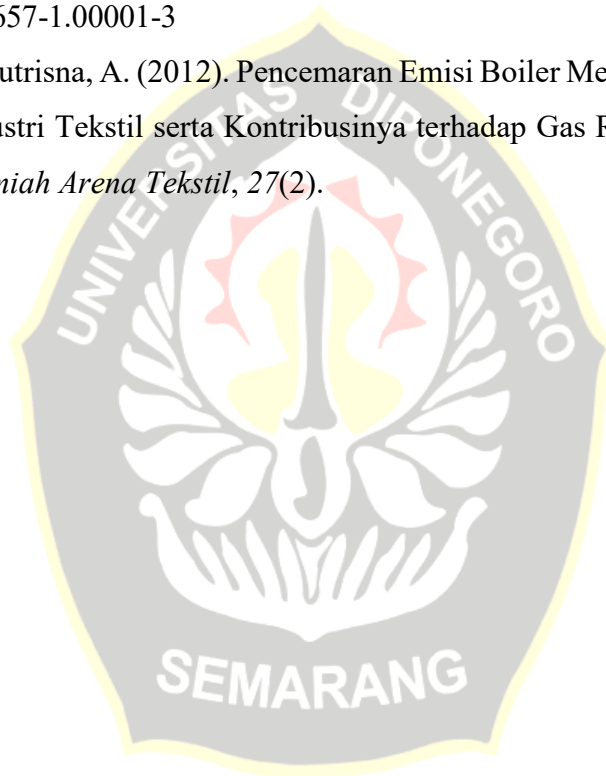 657-1.00001-3
utrisna, A. (2012). Pencemaran Emisi Boiler Me
ustri Tekstil serta Kontribusinya terhadap Gas R
miah Arena Tekstil, 27(2).
UNIVERSITAS DIPONEGORO
SEMARANG